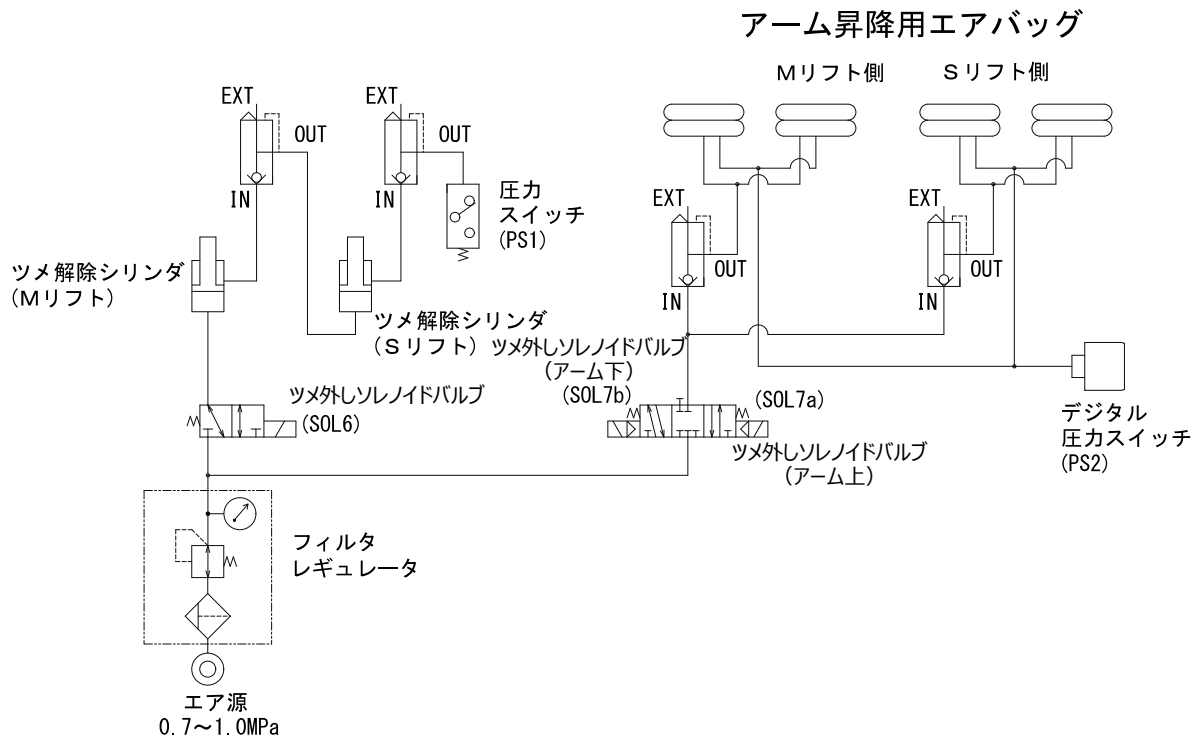 アーム昇降用エアバッグ
Mリフト側
Sリフト側
EXT
OUT
IN
EXT
OUT
IN
圧力
スイッチ
(PS1)
EXT
OUT
IN
EXT
OUT
IN
ツメ解除シリンダ
(Mリフト)
ツメ解除シリンダ
(Sリフト)
ツメ外しソレノイドバルブ
(アーム下)
(SOL7b)
(SOL7a)
ツメ外しソレノイドバルブ
(SOL6)
ツメ外しソレノイドバルブ
(アーム上)
デジタル
圧力スイッチ
(PS2)
フィルタ
レギュレータ
エア源
0.7～1.0MPa